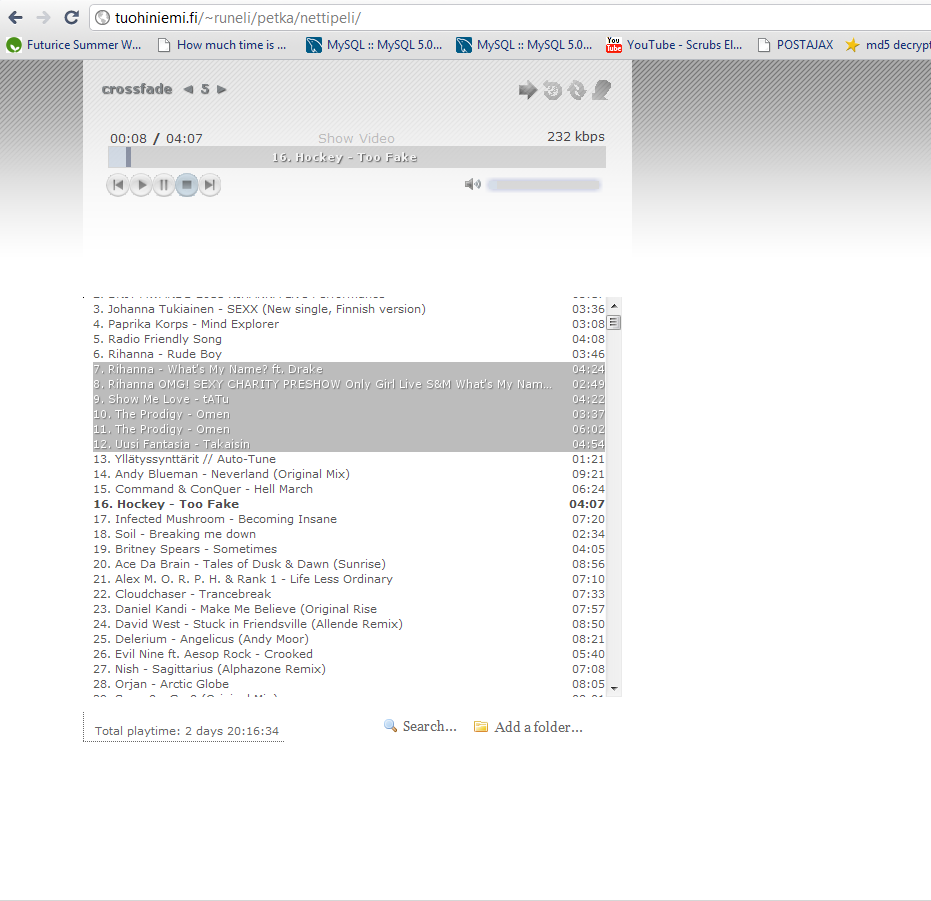 tuohiniemi.fi/~runeli/petka/nettipeli/
Futurice Summer W... How much time is ... MySQL :: MySQL 5.0... MySQL :: MySQL 5.0... You Tube YouTube - Scrubs El... POSTAJAX md5 decrypt
crossfade 5
00:08 / 04:07 Show Video 232 kbps
16. Hockey - Too Fake
3. Johanna Tukiainen - SEXX (New single, Finnish version) 03:36
4. Paprika Korps - Mind Explorer 03:08
5. Radio Friendly Song 04:08
6. Rihanna - Rude Boy 03:46
7. Rihanna - What's My Name? ft. Drake 04:24
8. Rihanna OMG! SEXY CHARITY PRESHOW Only Girl Live S&M What's My Nam... 02:49
9. Show Me Love - tATu 04:22
10. The Prodigy - Omen 03:37
11. The Prodigy - Omen 06:02
12. Uusi Fantasia - Takaisin 04:54
13. Yllätyssynttärit // Auto-Tune 01:21
14. Andy Blueman - Neverland (Original Mix) 09:21
15. Command & ConQuer - Hell March 06:24
16. Hockey - Too Fake 04:07
17. Infected Mushroom - Becoming Insane 07:20
18. Soil - Breaking me down 02:34
19. Britney Spears - Sometimes 04:05
20. Ace Da Brain - Tales of Dusk & Dawn (Sunrise) 08:56
21. Alex M. O. R. P. H. & Rank 1 - Life Less Ordinary 07:10
22. Cloudchaser - Trancebreak 07:33
23. Daniel Kandi - Make Me Believe (Original Rise 07:57
24. David West - Stuck in Friendsville (Allende Remix) 08:50
25. Delerium - Angelicus (Andy Moor) 08:21
26. Evil Nine ft. Aesop Rock - Crooked 05:40
27. Nish - Sagittarius (Alphazone Remix) 07:08
28. Orjan - Arctic Globe 08:05
Total playtime: 2 days 20:16:34 Search... Add a folder...